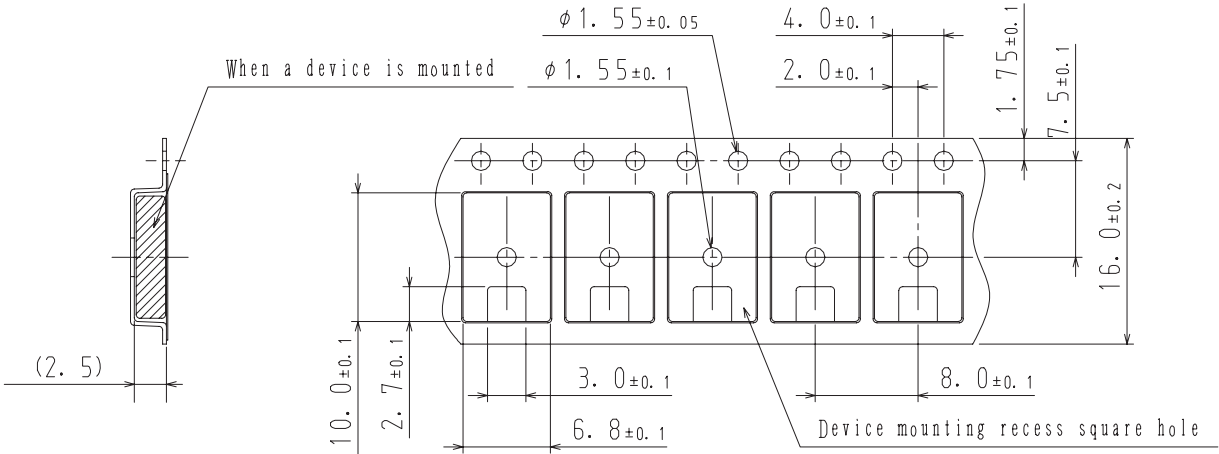 φ1.55±0.05
4.0±0.1
1.75±0.1
When a device is mounted
φ1.55±0.1
2.0±0.1
7.5±0.1
16.0±0.2
(2.5)
10.0±0.1
2.7±0.1
3.0±0.1
8.0±0.1
6.8±0.1
Device mounting recess square hole